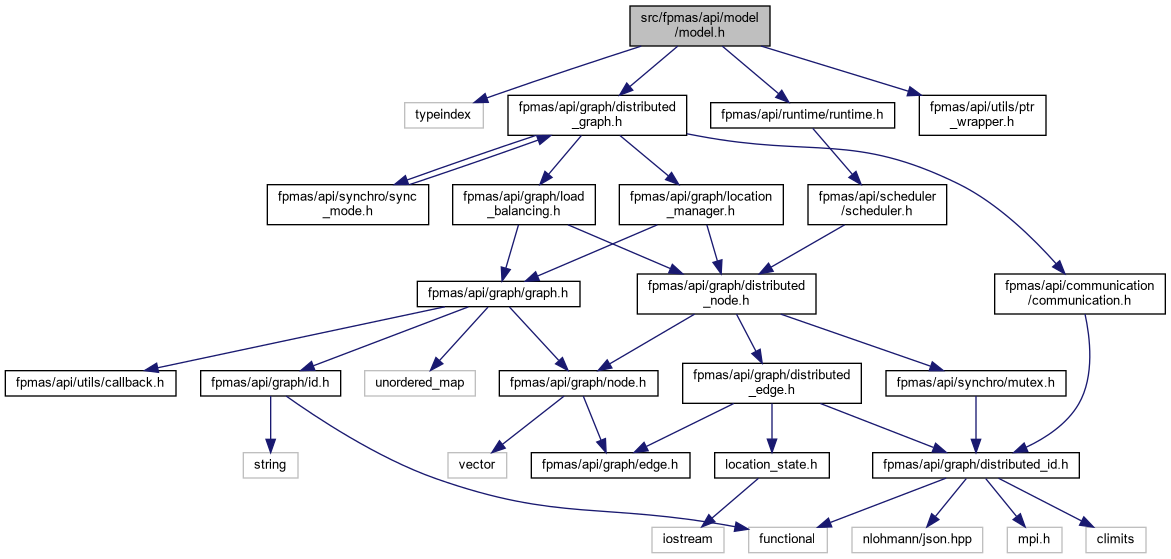 src/fpmas/api/model
/model.h
typeindex
fpmas/api/graph/distributed
_graph.h
fpmas/api/runtime/runtime.h
fpmas/api/utils/ptr
_wrapper.h
fpmas/api/synchro/sync
_mode.h
fpmas/api/graph/load
_balancing.h
fpmas/api/graph/location
_manager.h
fpmas/api/scheduler
/scheduler.h
fpmas/api/graph/graph.h
fpmas/api/graph/distributed
_node.h
fpmas/api/communication
/communication.h
fpmas/api/utils/callback.h
fpmas/api/graph/id.h
unordered_map
fpmas/api/graph/node.h
fpmas/api/graph/distributed
_edge.h
fpmas/api/synchro/mutex.h
string
vector
fpmas/api/graph/edge.h
location_state.h
fpmas/api/graph/distributed_id.h
iostream
functional
nlohmann/json.hpp
mpi.h
climits